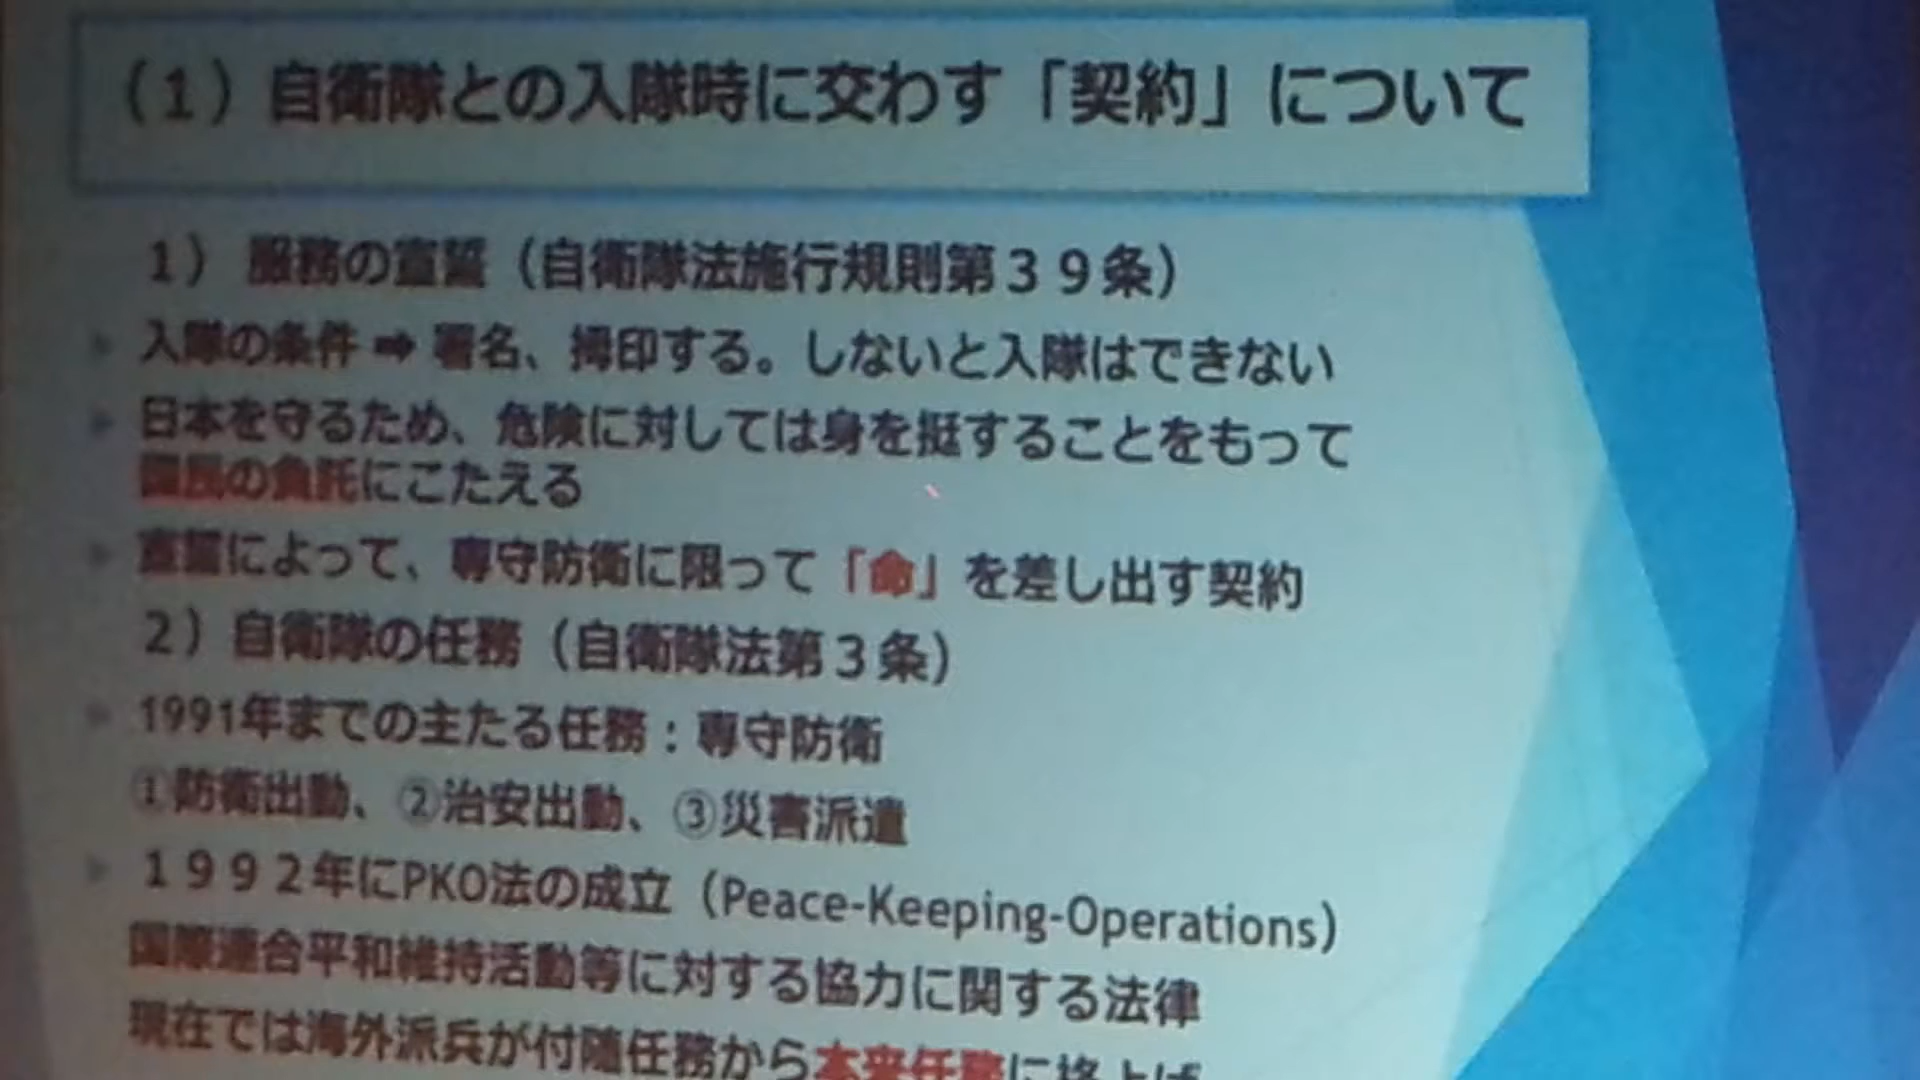 （１）自衛隊との入隊時に交わす「契約」について
１） 服務の宣誓（自衛隊法施行規則第３９条）
入隊の条件 ➡ 署名、拇印する。しないと入隊はできない
日本を守るため、危険に対しては身を挺することをもって
国民の負託にこたえる
宣誓によって、専守防衛に限って「命」を差し出す契約
２）自衛隊の任務（自衛隊法第３条）
1991年までの主たる任務：専守防衛
①防衛出動、②治安出動、③災害派遣
１９９２年にPKO法の成立（Peace-Keeping-Operations）
国際連合平和維持活動等に対する協力に関する法律
現在では海外派兵が付随任務から本来任務に格上げ